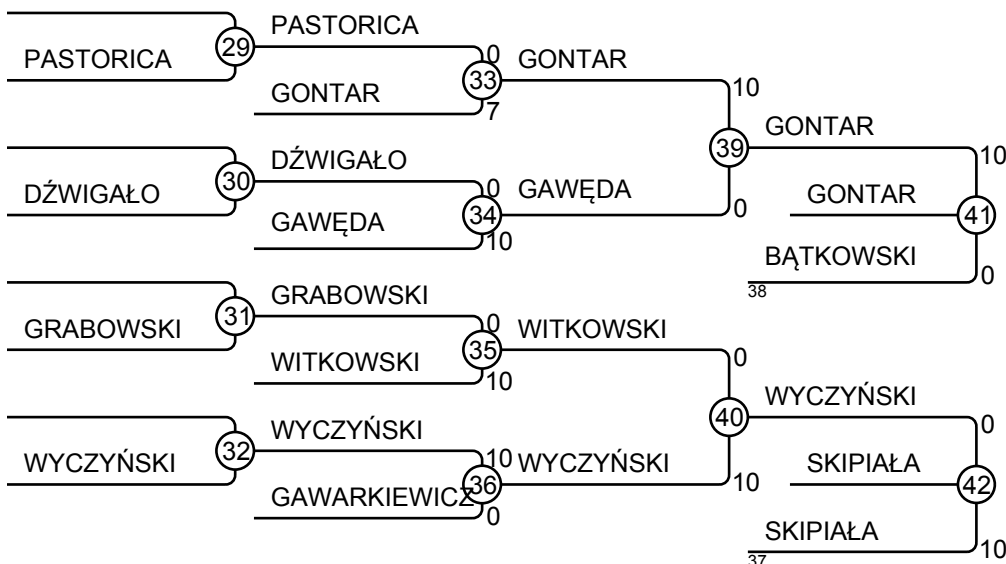 PASTORICA
29
PASTORICA
0
33
GONTAR
7
GONTAR
10
DŹWIGAŁO
30
DŹWIGAŁO
0
34
GAWĘDA
10
GAWĘDA
0
39
GONTAR
10
GONTAR
41
BĄTKOWSKI
38
0
GRABOWSKI
31
GRABOWSKI
0
35
WITKOWSKI
10
WITKOWSKI
0
WYCZYŃSKI
32
WYCZYŃSKI
10
36
GAWARKIEWICZ
0
WYCZYŃSKI
10
40
WYCZYŃSKI
0
SKIPIAŁA
42
SKIPIAŁA
37
10